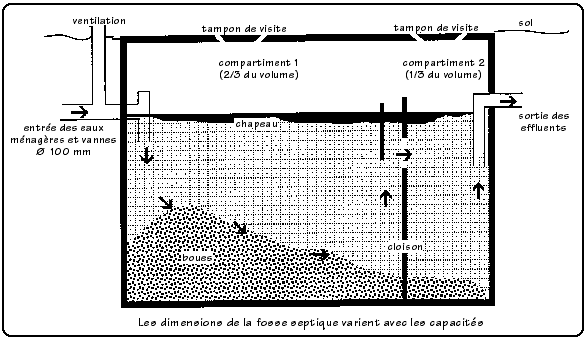 ventilation
tampon de visite
tampon de visite
sol
compartiment 1
(2/3 du volume)
compartiment 2
(1/3 du volume)
chapeau
entrée des eaux
ménagères et vannes
Ø 100 mm
sortie des
effluents
cloison
boues
Les dimensions de la fosse septique varient avec les capacités